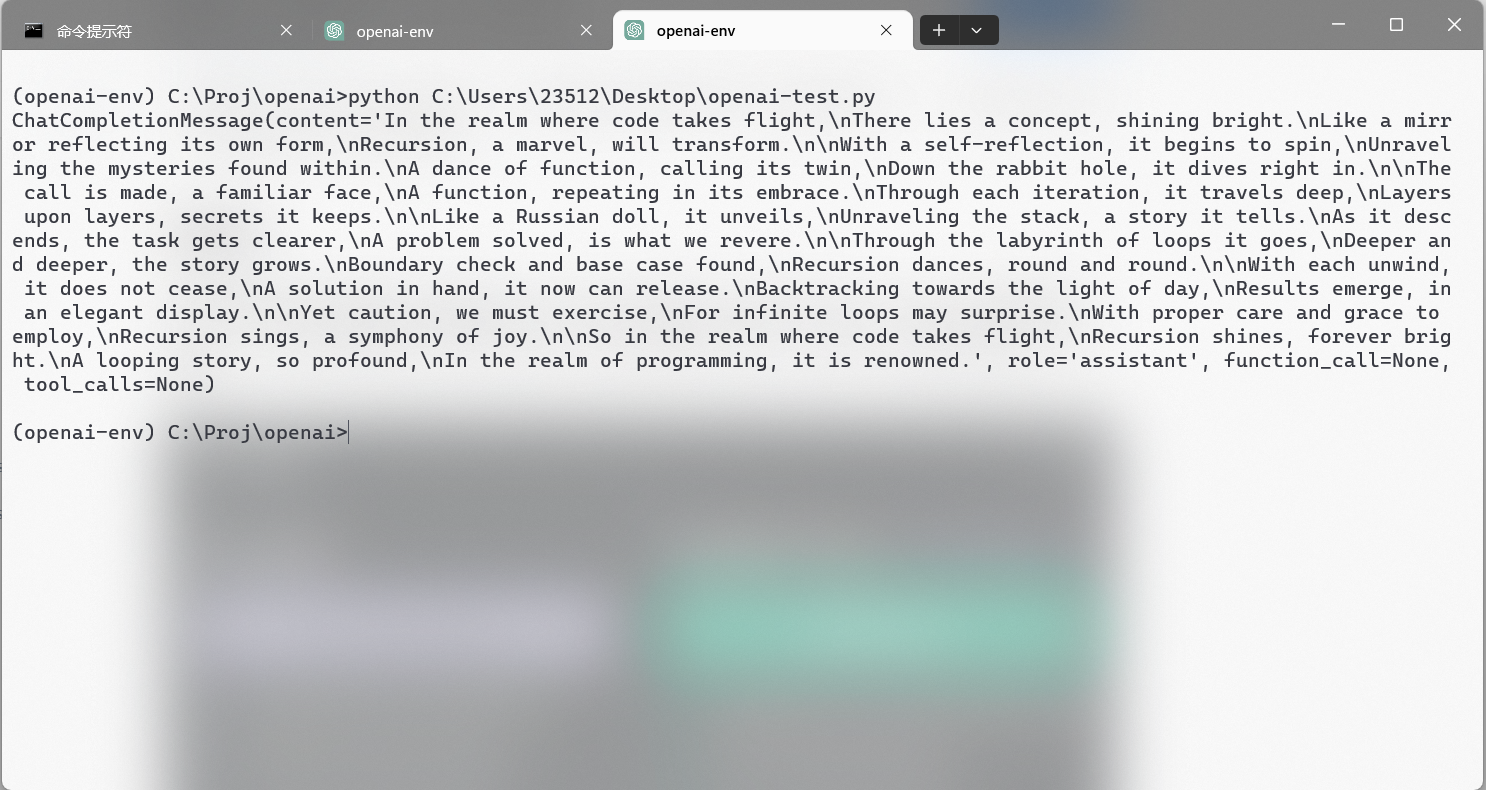 命令提示符
openai-env
openai-env
(openai-env) C:\Proj\openai>python C:\Users\23512\Desktop\openai-test.py
ChatCompletionMessage(content='In the realm where code takes flight,\nThere lies a concept, shining bright.\nLike a mirr
or reflecting its own form,\nRecursion, a marvel, will transform.\n\nWith a self-reflection, it begins to spin,\nUnravel
ing the mysteries found within.\nA dance of function, calling its twin,\nDown the rabbit hole, it dives right in.\n\nThe
 call is made, a familiar face,\nA function, repeating in its embrace.\nThrough each iteration, it travels deep,\nLayers
 upon layers, secrets it keeps.\n\nLike a Russian doll, it unveils,\nUnraveling the stack, a story it tells.\nAs it desc
ends, the task gets clearer,\nA problem solved, is what we revere.\n\nThrough the labyrinth of loops it goes,\nDeeper an
d deeper, the story grows.\nBoundary check and base case found,\nRecursion dances, round and round.\n\nWith each unwind,
 it does not cease,\nA solution in hand, it now can release.\nBacktracking towards the light of day,\nResults emerge, in
 an elegant display.\n\nYet caution, we must exercise,\nFor infinite loops may surprise.\nWith proper care and grace to
employ,\nRecursion sings, a symphony of joy.\n\nSo in the realm where code takes flight,\nRecursion shines, forever brig
ht.\nA looping story, so profound,\nIn the realm of programming, it is renowned.', role='assistant', function_call=None,
 tool_calls=None)
(openai-env) C:\Proj\openai>